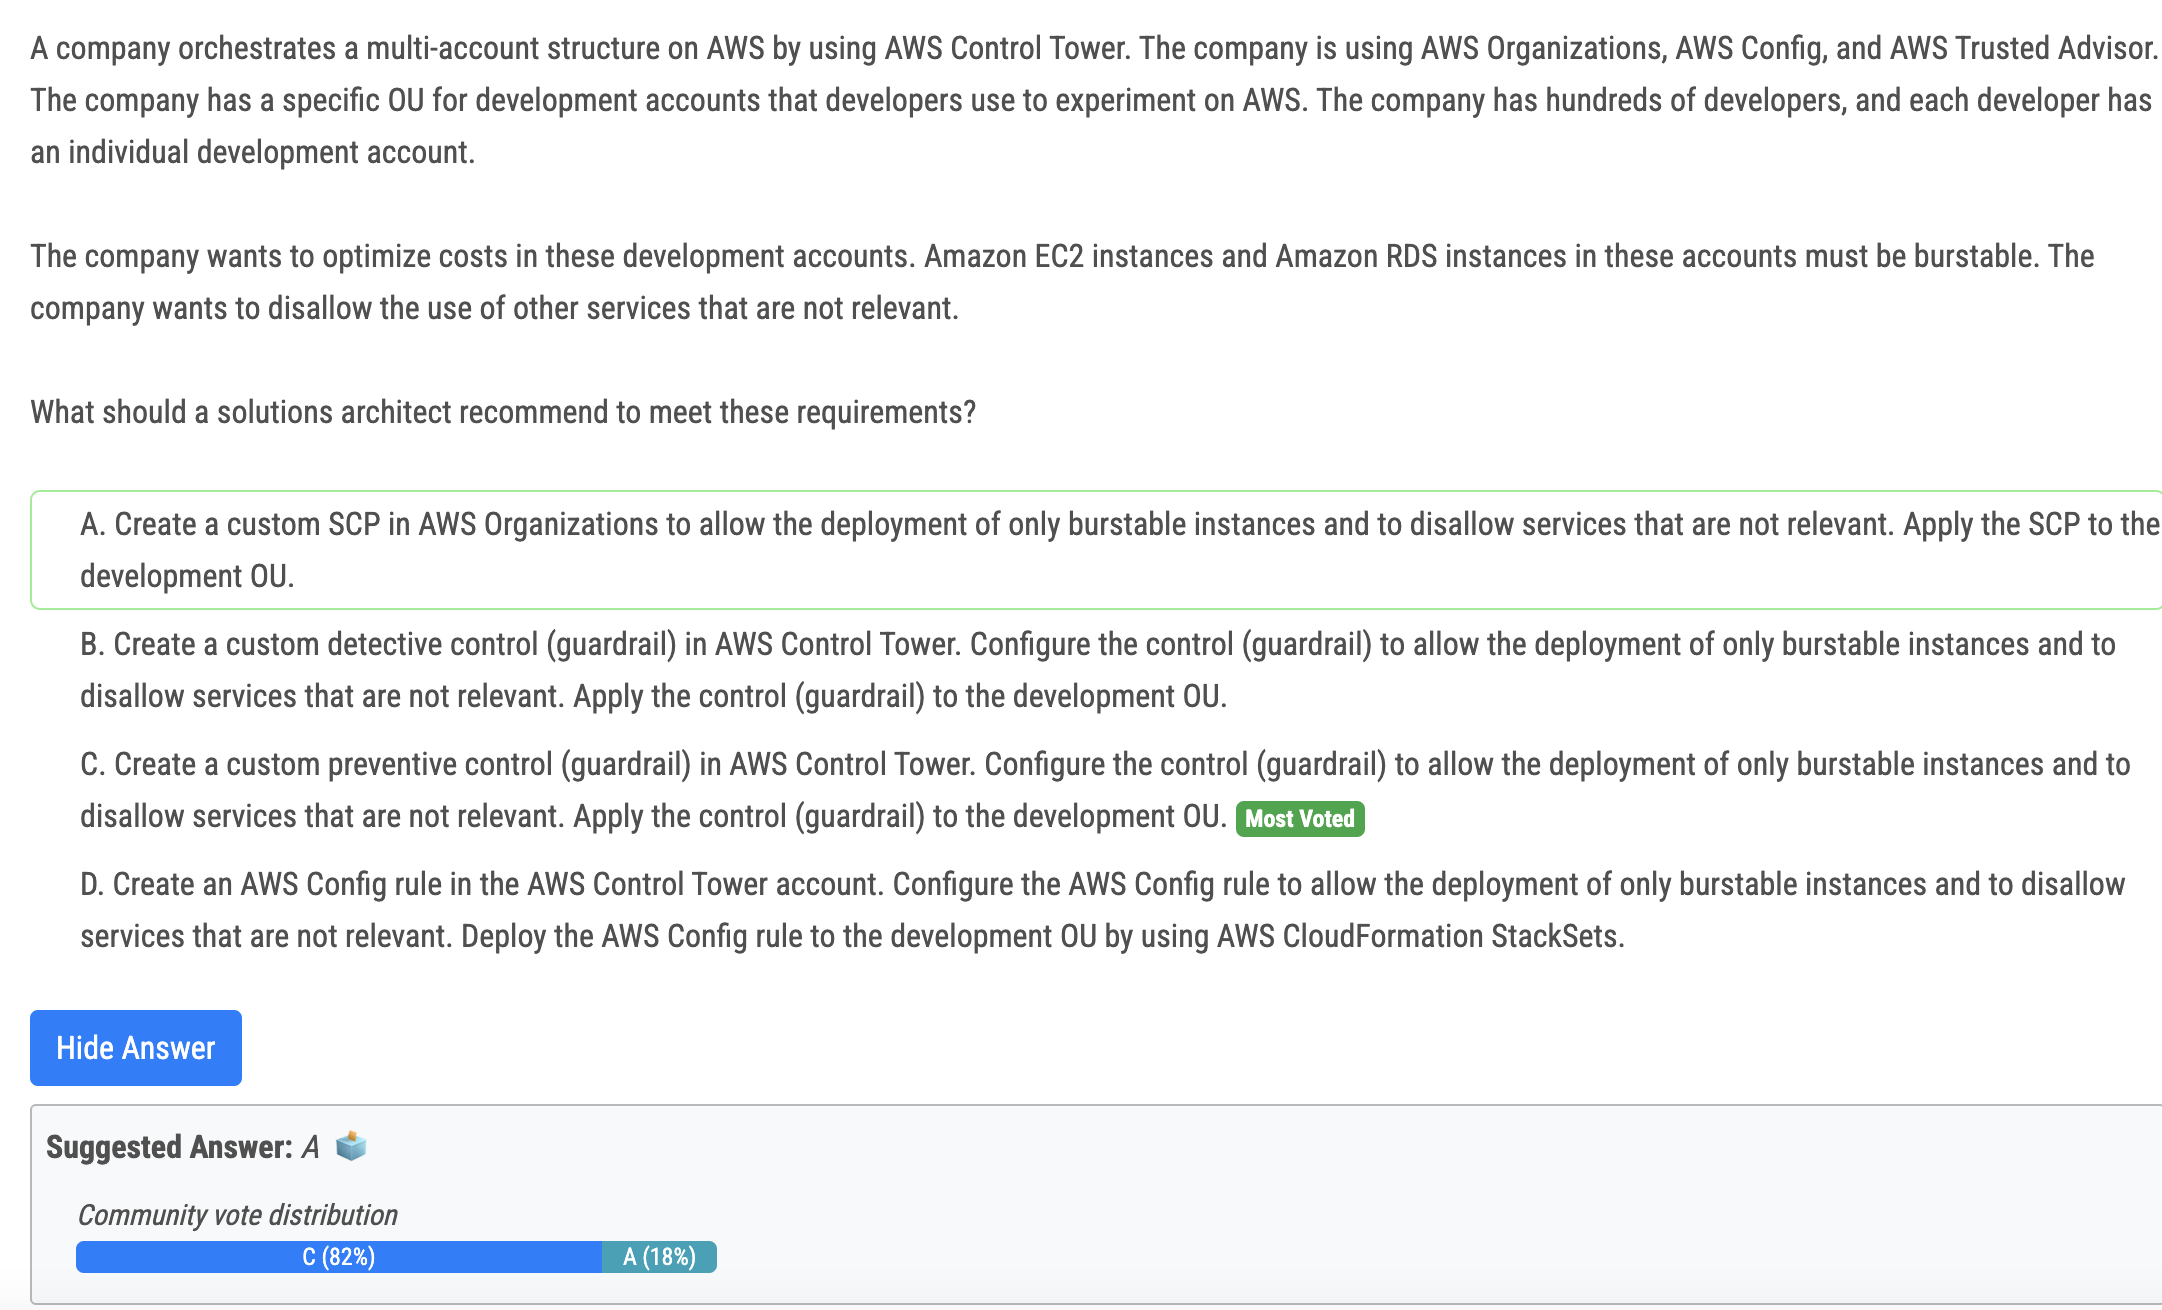 A company orchestrates a multi-account structure on AWS by using AWS Control Tower. The company is using AWS Organizations, AWS Config, and AWS Trusted Advisor.
The company has a specific OU for development accounts that developers use to experiment on AWS. The company has hundreds of developers, and each developer has
an individual development account.
The company wants to optimize costs in these development accounts. Amazon EC2 instances and Amazon RDS instances in these accounts must be burstable. The
company wants to disallow the use of other services that are not relevant.
What should a solutions architect recommend to meet these requirements?
A. Create a custom SCP in AWS Organizations to allow the deployment of only burstable instances and to disallow services that are not relevant. Apply the SCP to the
development OU.
B. Create a custom detective control (guardrail) in AWS Control Tower. Configure the control (guardrail) to allow the deployment of only burstable instances and to
disallow services that are not relevant. Apply the control (guardrail) to the development OU.
C. Create a custom preventive control (guardrail) in AWS Control Tower. Configure the control (guardrail) to allow the deployment of only burstable instances and to
disallow services that are not relevant. Apply the control (guardrail) to the development OU. Most Voted
D. Create an AWS Config rule in the AWS Control Tower account. Configure the AWS Config rule to allow the deployment of only burstable instances and to disallow
services that are not relevant. Deploy the AWS Config rule to the development OU by using AWS CloudFormation StackSets.
Hide Answer
Suggested Answer: A
Community vote distribution
C (82%) A (18%)